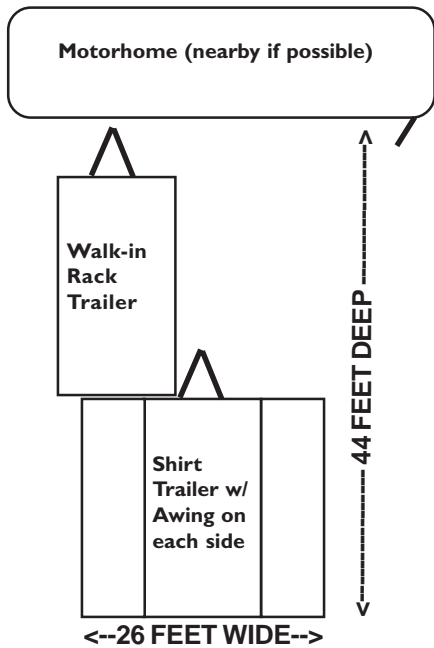 Motorhome (nearby if possible)
Walk-in
Rack
Trailer
<---------44 FEET DEEP--------->
Shirt
Trailer w/
Awing on
each side
<--26 FEET WIDE-->